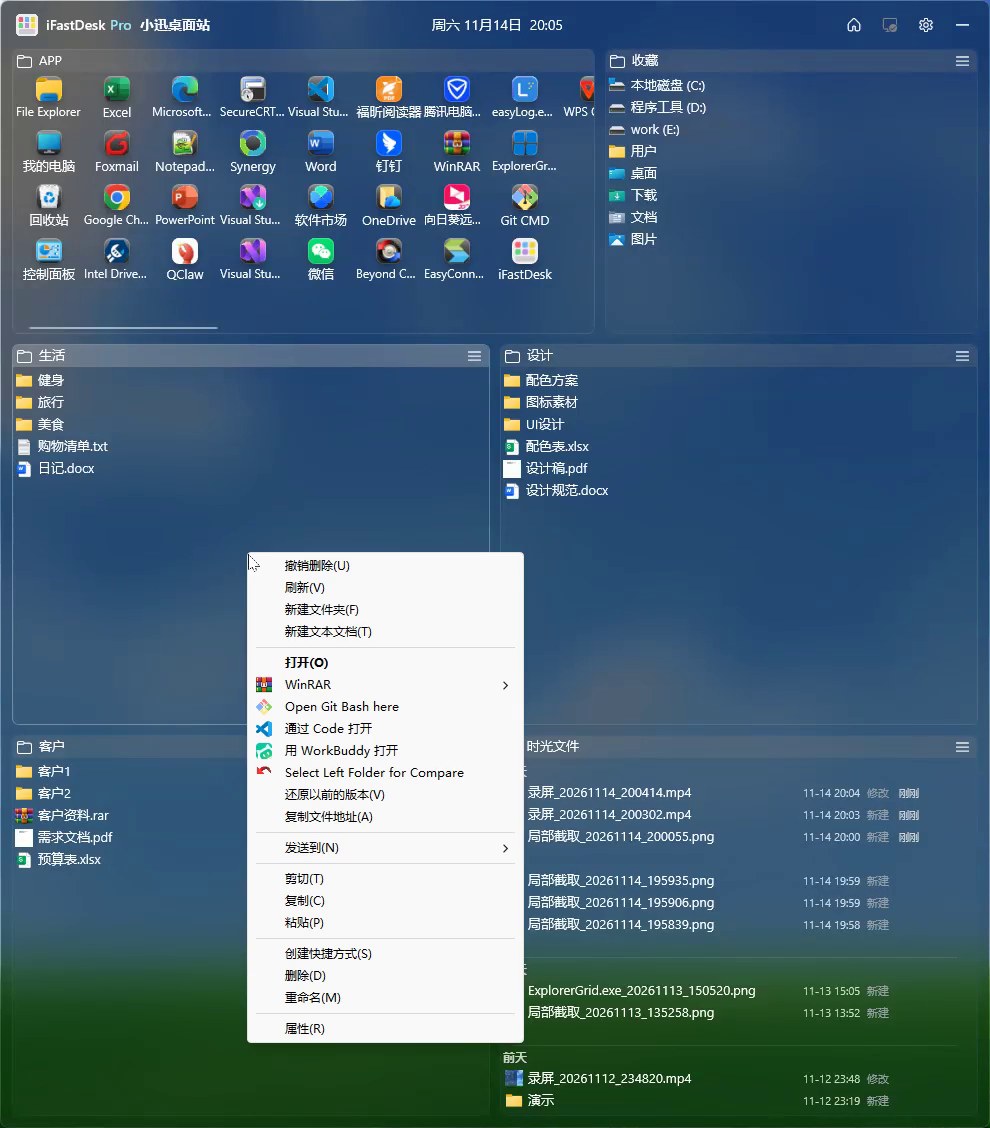 iFastDesk Pro 小迅桌面站
周六 11月14日 20:05
APP
File Explorer Excel Microsoft... SecureCRT... Visual Stu... 福昕阅读器 腾讯电脑... easyLog.e... WPS
我的电脑 Foxmail Notepad... Synergy Word 钉钉 WinRAR ExplorerGr...
回收站 Google Ch... PowerPoint Visual Stu... 软件市场 OneDrive 向日葵远... Git CMD
控制面板 Intel Drive... QClaw Visual Stu... 微信 Beyond C... EasyConn... iFastDesk
收藏
本地磁盘 (C:)
程序工具 (D:)
work (E:)
用户
桌面
下载
文档
图片
生活
健身
旅行
美食
购物清单.txt
日记.docx
设计
配色方案
图标素材
UI设计
配色表.xlsx
设计稿.pdf
设计规范.docx
撤销删除(U)
刷新(V)
新建文件夹(F)
新建文本文档(T)
打开(O)
WinRAR
Open Git Bash here
通过 Code 打开
用 WorkBuddy 打开
Select Left Folder for Compare
还原以前的版本(V)
复制文件地址(A)
发送到(N)
剪切(T)
复制(C)
粘贴(P)
创建快捷方式(S)
删除(D)
重命名(M)
属性(R)
客户
客户1
客户2
客户资料.rar
需求文档.pdf
预算表.xlsx
时光文件
录屏_20261114_200414.mp4 11-14 20:04 修改 刚刚
录屏_20261114_200302.mp4 11-14 20:03 新建 刚刚
局部截取_20261114_200055.png 11-14 20:00 新建 刚刚
局部截取_20261114_195935.png 11-14 19:59 新建
局部截取_20261114_195906.png 11-14 19:59 新建
局部截取_20261114_195839.png 11-14 19:58 新建
ExplorerGrid.exe_20261113_150520.png 11-13 15:05 新建
局部截取_20261113_135258.png 11-13 13:52 新建
前天
录屏_20261112_234820.mp4 11-12 23:48 修改
演示 11-12 23:19 新建